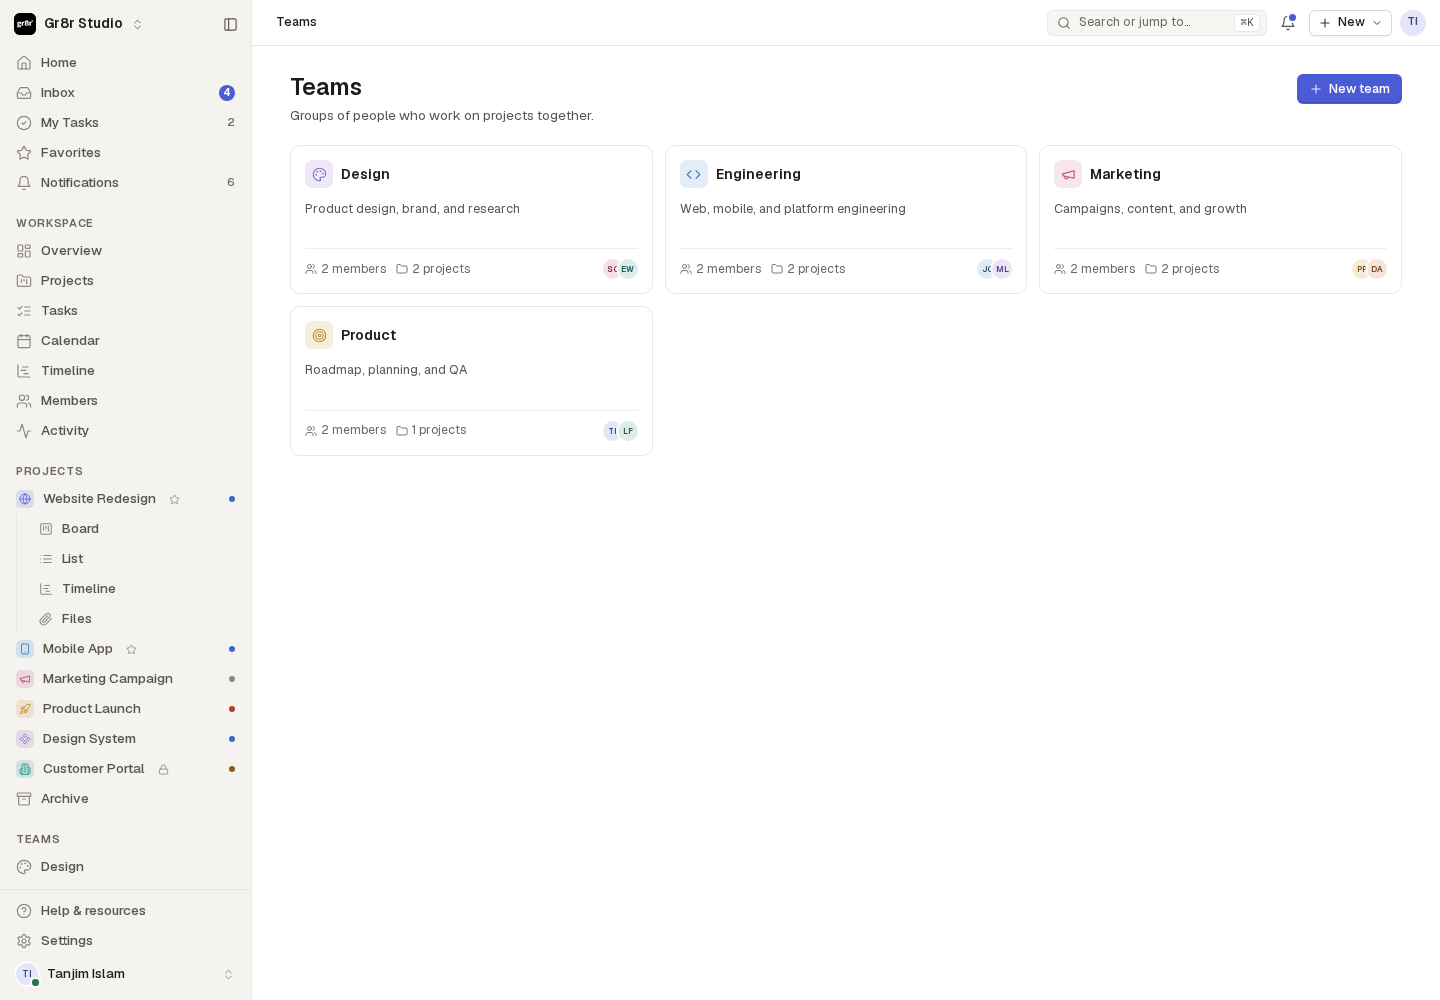 gr8r Gr8r Studio
Home
Inbox 4
My Tasks 2
Favorites
Notifications 6
WORKSPACE
Overview
Projects
Tasks
Calendar
Timeline
Members
Activity
PROJECTS
Website Redesign
Board
List
Timeline
Files
Mobile App
Marketing Campaign
Product Launch
Design System
Customer Portal
Archive
TEAMS
Design
Help & resources
Settings
TI Tanjim Islam
Teams Search or jump to... ⌘K New TI
Teams
Groups of people who work on projects together.
New team
Design
Product design, brand, and research
2 members 2 projects EW
Engineering
Web, mobile, and platform engineering
2 members 2 projects ML
Marketing
Campaigns, content, and growth
2 members 2 projects DA
Product
Roadmap, planning, and QA
2 members 1 projects TI LF